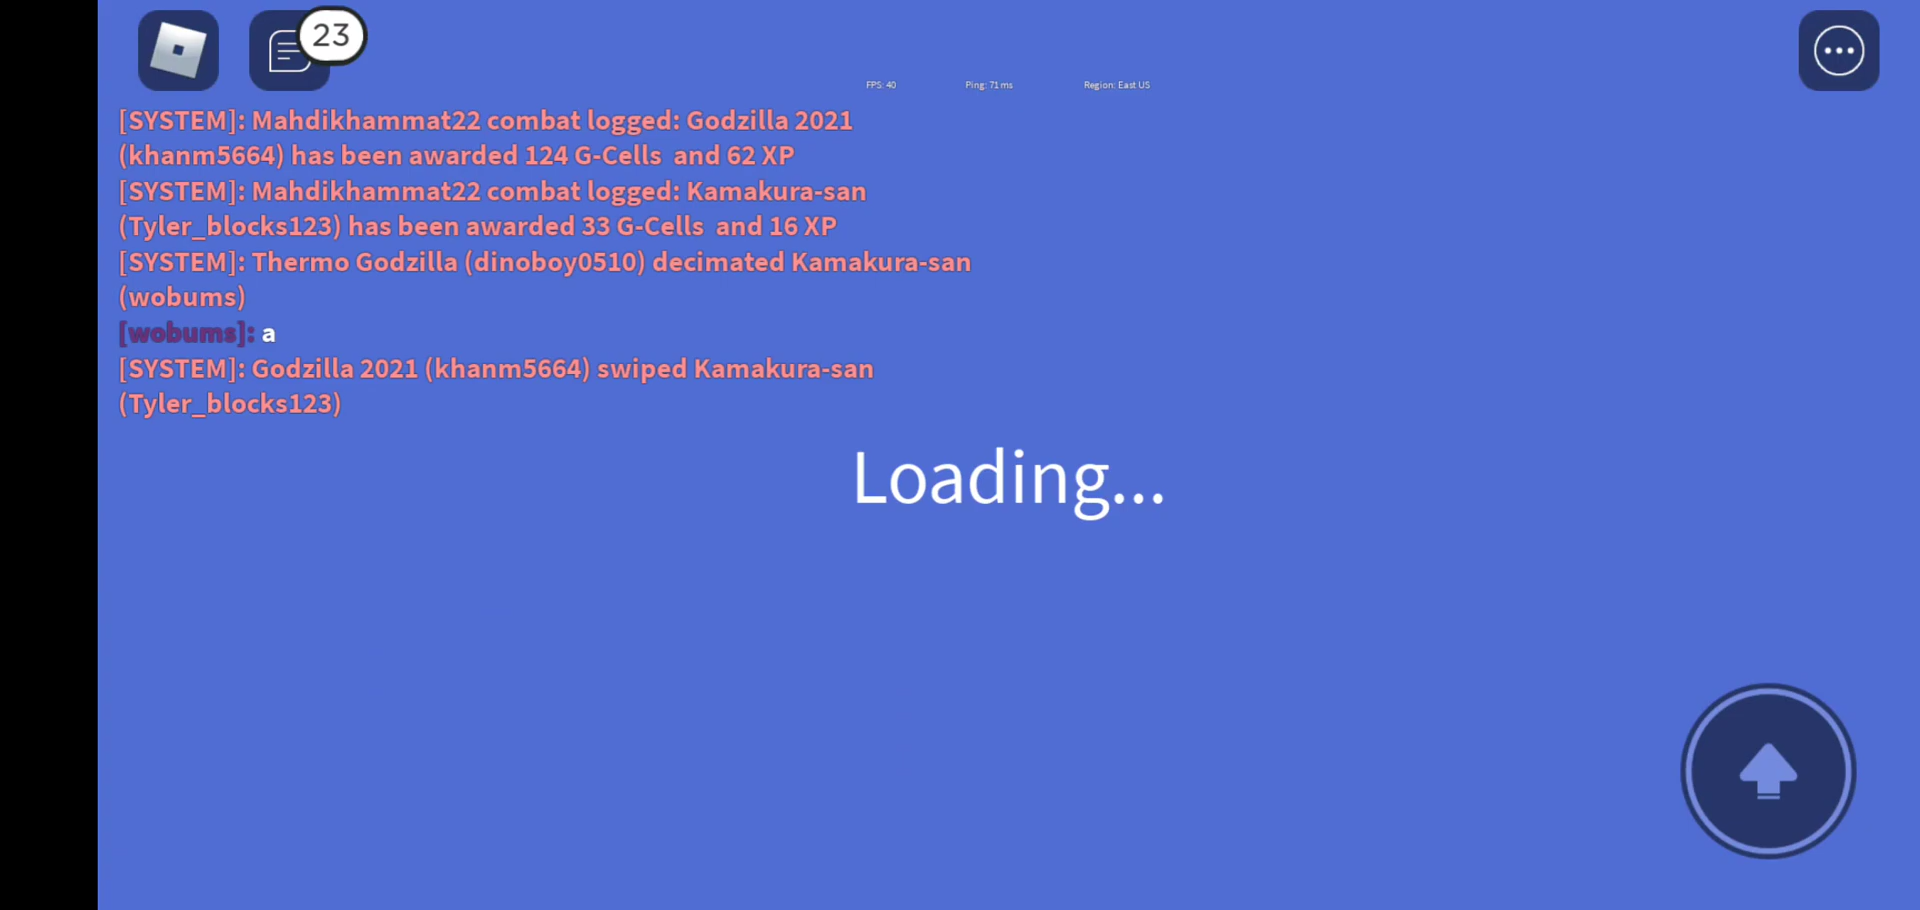 23
FPS: 40 Ping: 71 ms Region: East US
[SYSTEM]: Mahdikhammat22 combat logged: Godzilla 2021
(khanm5664) has been awarded 124 G-Cells  and 62 XP
[SYSTEM]: Mahdikhammat22 combat logged: Kamakura-san
(Tyler_blocks123) has been awarded 33 G-Cells  and 16 XP
[SYSTEM]: Thermo Godzilla (dinoboy0510) decimated Kamakura-san
(wobums)
[wobums]: a
[SYSTEM]: Godzilla 2021 (khanm5664) swiped Kamakura-san
(Tyler_blocks123)
Loading...